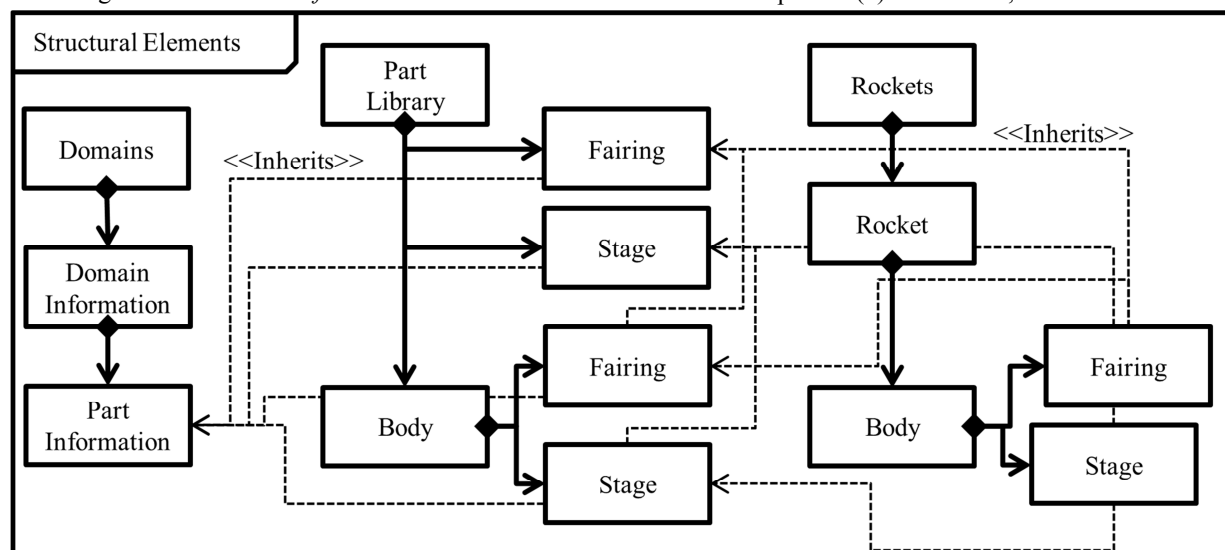 Structural Elements
Part
Library
Rockets
Domains
<<Inherits>>
Fairing
<<Inherits>>
Rocket
Stage
Domain
Information
Fairing
Fairing
Part
Information
Body
Body
Stage
Stage